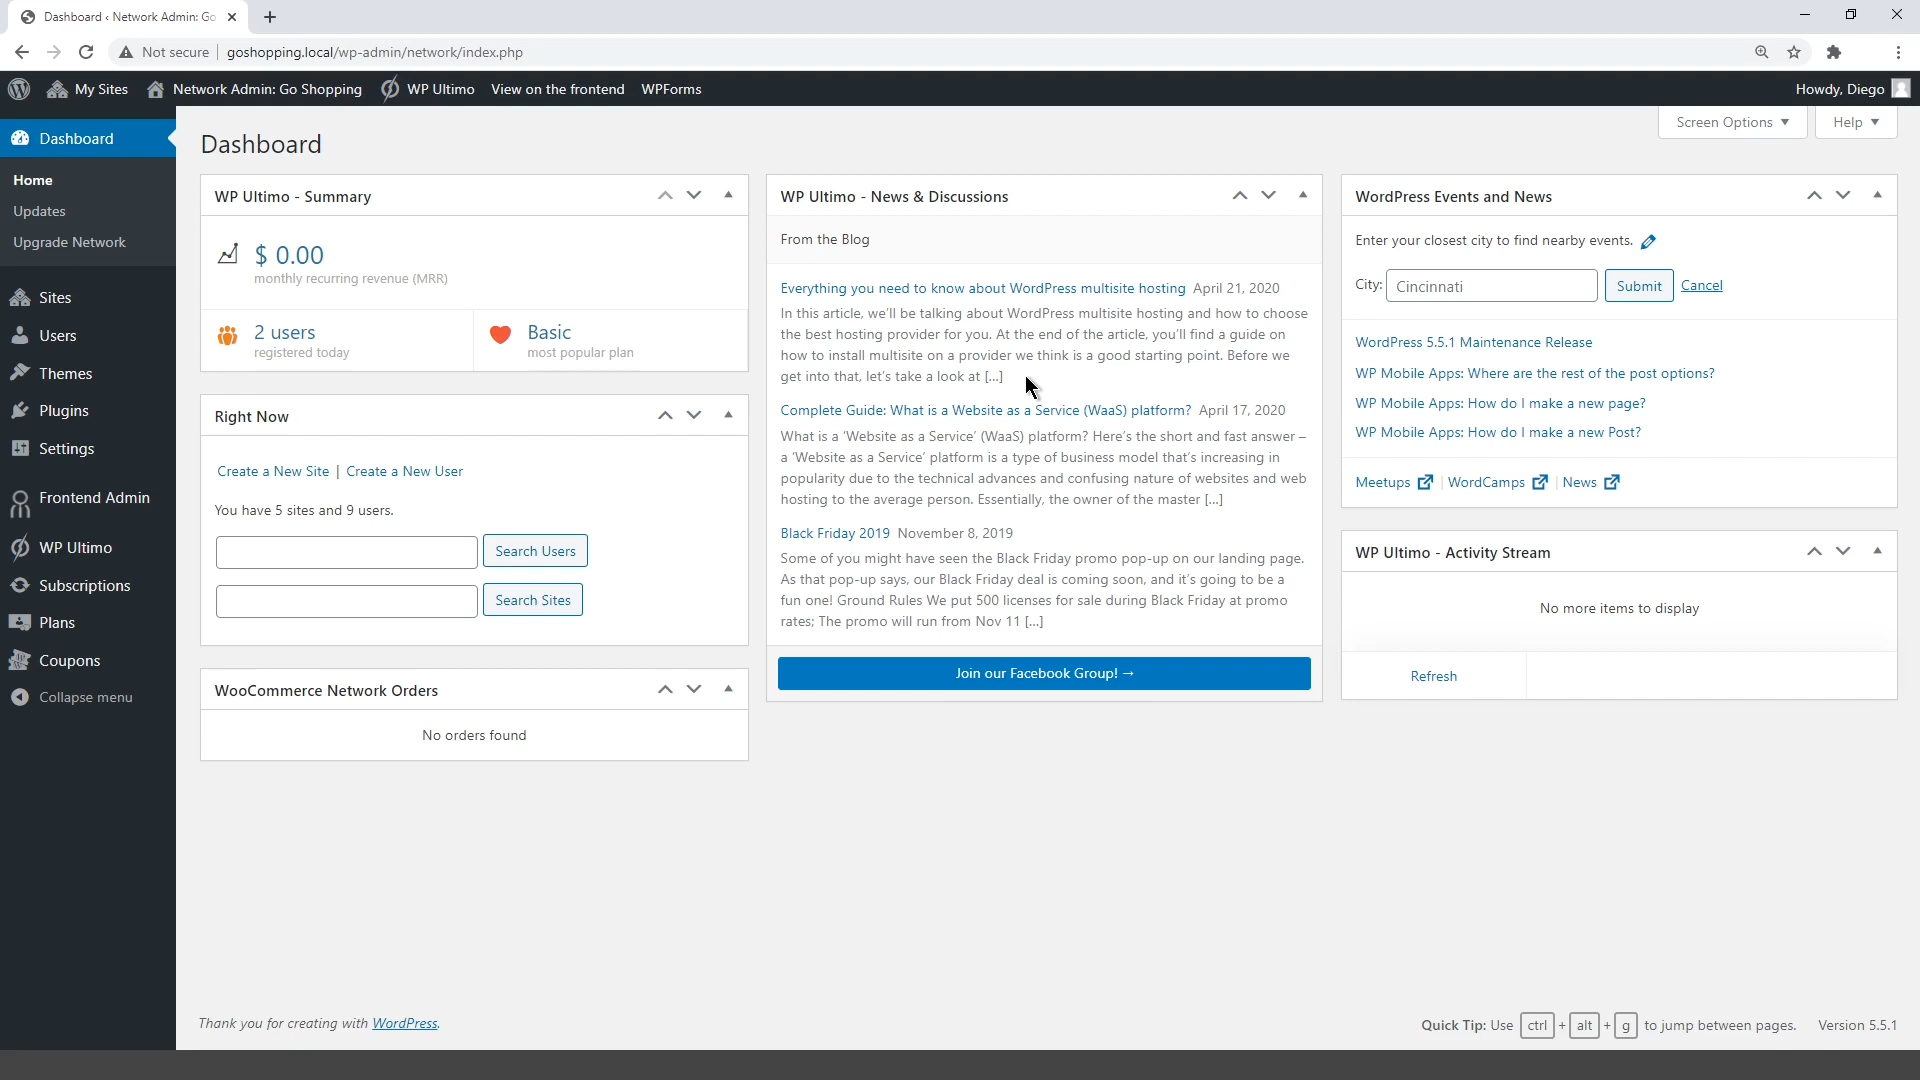 Dashboard ‹ Network Admin: Go
Not secure goshopping.local/wp-admin/network/index.php
My Sites Network Admin: Go Shopping WP Ultimo View on the frontend WPForms Howdy, Diego
Screen Options Help
Dashboard
Home
Updates
Upgrade Network
Sites
Users
Themes
Plugins
Settings
Frontend Admin
WP Ultimo
Subscriptions
Plans
Coupons
Collapse menu
Dashboard
WP Ultimo - Summary
$ 0.00
monthly recurring revenue (MRR)
2 users
registered today
Basic
most popular plan
Right Now
Create a New Site | Create a New User
You have 5 sites and 9 users.
Search Users
Search Sites
WooCommerce Network Orders
No orders found
WP Ultimo - News & Discussions
From the Blog
Everything you need to know about WordPress multisite hosting April 21, 2020
In this article, we'll be talking about WordPress multisite hosting and how to choose
the best hosting provider for you. At the end of the article, you'll find a guide on
how to install multisite on a provider we think is a good starting point. Before we
get into that, let's take a look at [...]
Complete Guide: What is a Website as a Service (WaaS) platform? April 17, 2020
What is a 'Website as a Service' (WaaS) platform? Here's the short and fast answer –
a 'Website as a Service' platform is a type of business model that's increasing in
popularity due to the technical advances and confusing nature of websites and web
hosting to the average person. Essentially, the owner of the master [...]
Black Friday 2019 November 8, 2019
Some of you might have seen the Black Friday promo pop-up on our landing page.
As that pop-up says, our Black Friday deal is coming soon, and it's going to be a
fun one! Ground Rules We put 500 licenses for sale during Black Friday at promo
rates; The promo will run from Nov 11 [...]
Join our Facebook Group! →
WordPress Events and News
Enter your closest city to find nearby events.
City: Cincinnati Submit Cancel
WordPress 5.5.1 Maintenance Release
WP Mobile Apps: Where are the rest of the post options?
WP Mobile Apps: How do I make a new page?
WP Mobile Apps: How do I make a new Post?
Meetups | WordCamps | News
WP Ultimo - Activity Stream
No more items to display
Refresh
Thank you for creating with WordPress.
Quick Tip: Use ctrl + alt + g to jump between pages. Version 5.5.1